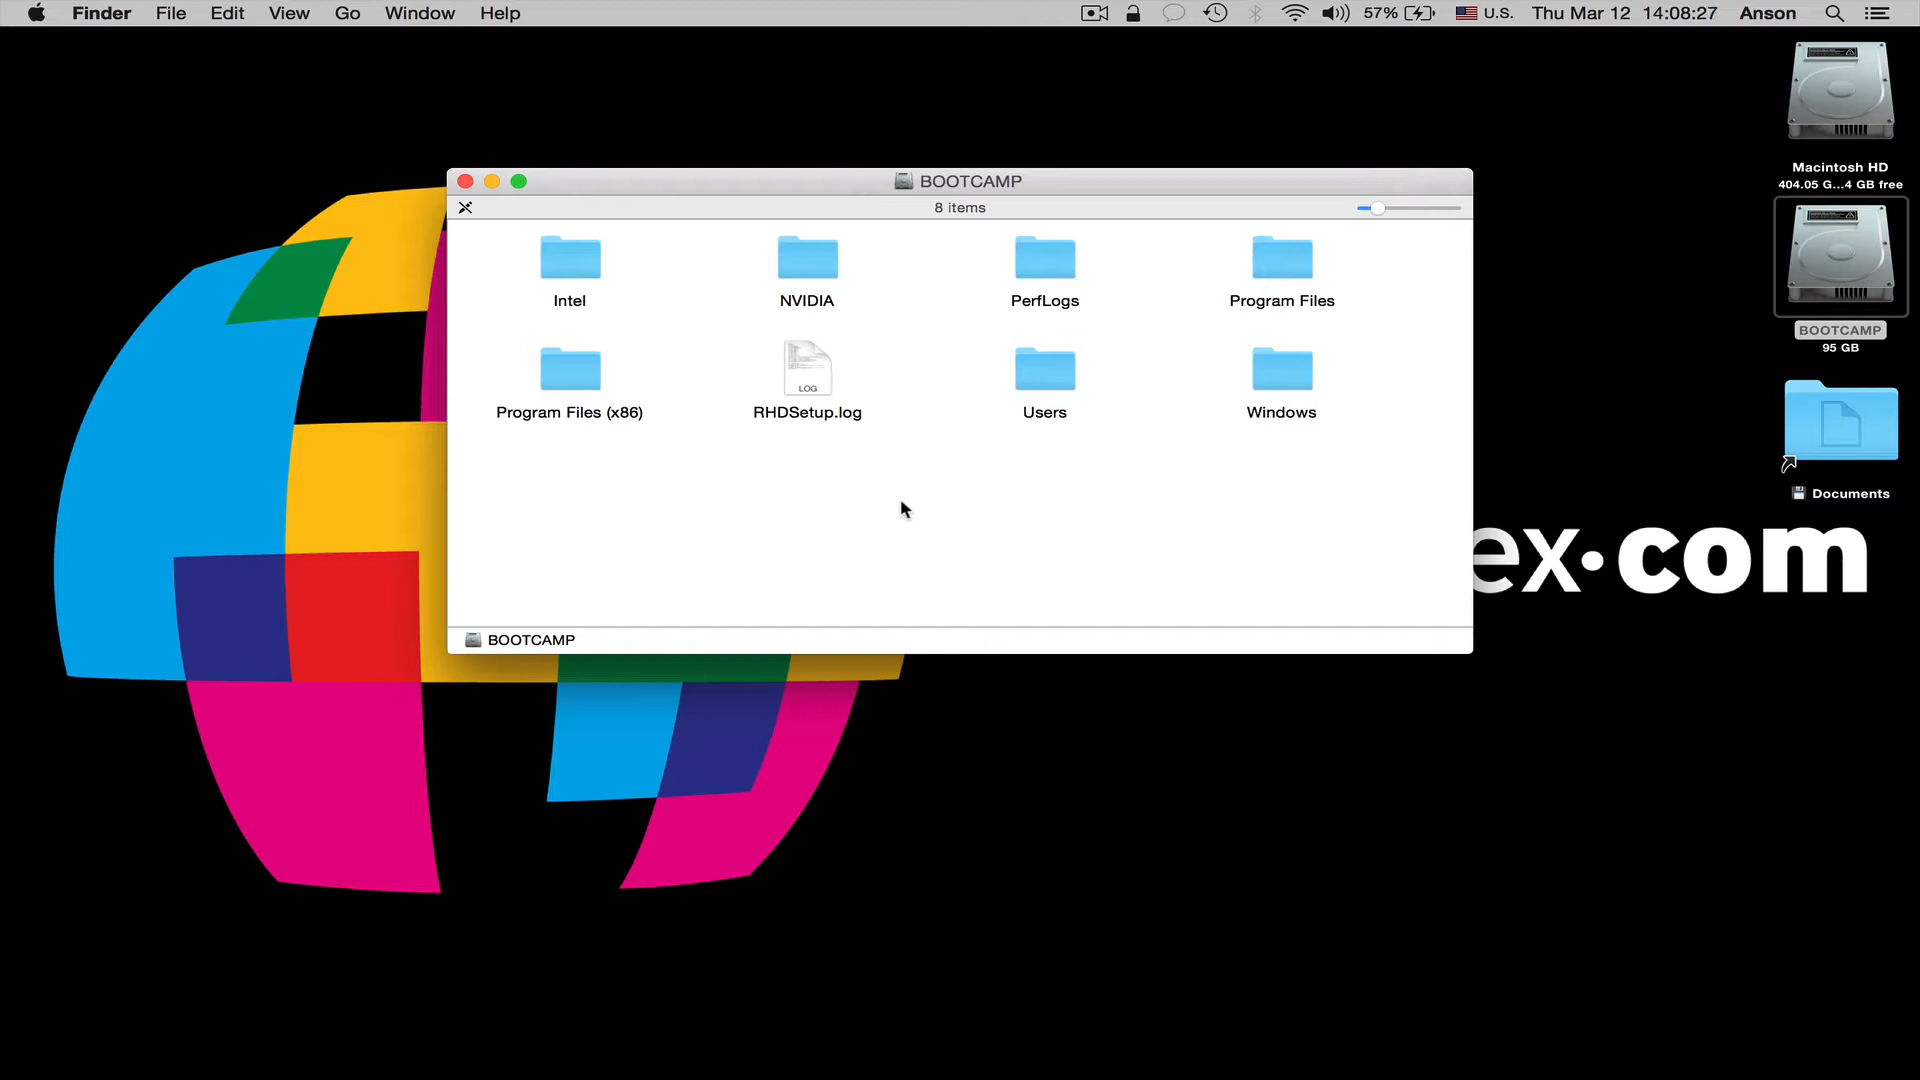 Finder File Edit View Go Window Help 57% U.S. Thu Mar 12 14:08:27 Anson
Macintosh HD
404.05 G...4 GB free
BOOTCAMP
95 GB
Documents
BOOTCAMP
8 items
Intel NVIDIA PerfLogs Program Files
LOG
Program Files (x86) RHDSetup.log Users Windows
BOOTCAMP
ex.com